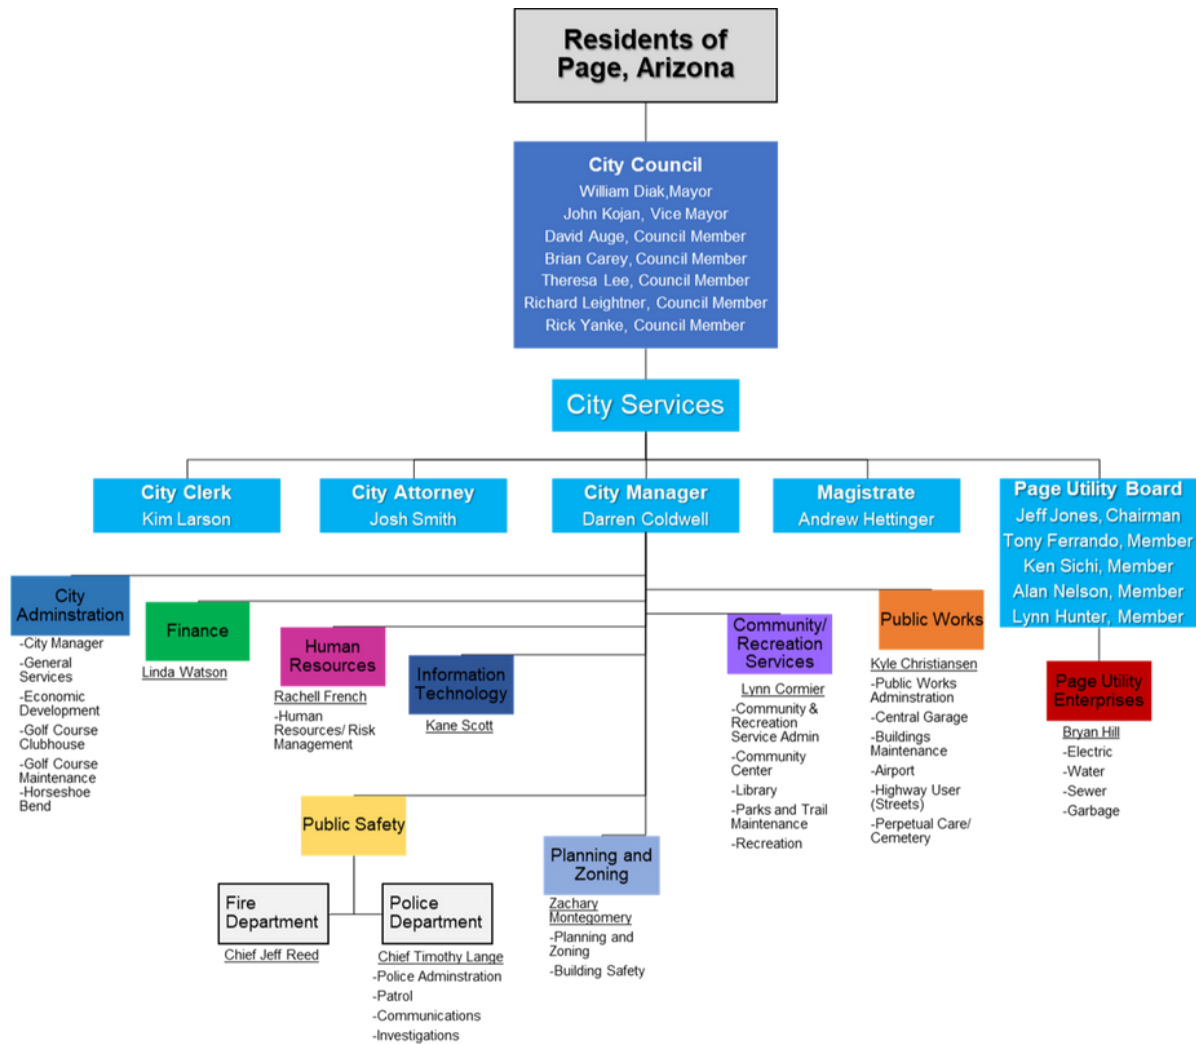 Residents of
Page, Arizona
City Council
William Diak,Mayor
John Kojan, Vice Mayor
David Auge, Council Member
Brian Carey, Council Member
Theresa Lee, Council Member
Richard Leightner, Council Member
Rick Yanke, Council Member
City Services
City Clerk
Kim Larson
City Attorney
Josh Smith
City Manager
Darren Coldwell
Magistrate
Andrew Hettinger
Page Utility Board
Jeff Jones, Chairman
Tony Ferrando, Member
Ken Sichi, Member
Alan Nelson, Member
Lynn Hunter, Member
City
Adminstration
-City Manager
-General
Services
-Economic
Development
-Golf Course
Clubhouse
-Golf Course
Maintenance
-Horseshoe
Bend
Finance
Linda Watson
Human
Resources
Rachell French
-Human
Resources/ Risk
Management
Information
Technology
Kane Scott
Community/
Recreation
Services
Lynn Cormier
-Community &
Recreation
Service Admin
-Community
Center
-Library
-Parks and Trail
Maintenance
-Recreation
Public Works
Kyle Christiansen
-Public Works
Adminstration
-Central Garage
-Buildings
Maintenance
-Airport
-Highway User
(Streets)
-Perpetual Care/
Cemetery
Page Utility
Enterprises
Bryan Hill
-Electric
-Water
-Sewer
-Garbage
Public Safety
Fire
Department
Chief Jeff Reed
Police
Department
Chief Timothy Lange
-Police Adminstration
-Patrol
-Communications
-Investigations
Planning and
Zoning
Zachary
Montegomery
-Planning and
Zoning
-Building Safety